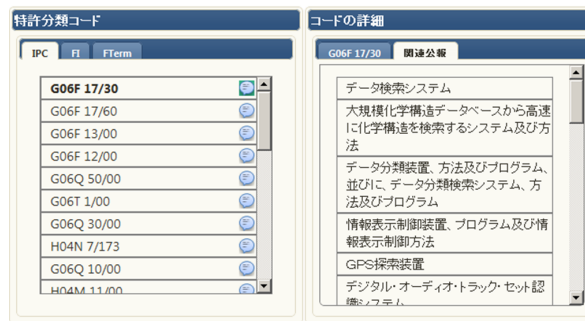 特許分類コード
IPC
FI
FTerm
G06F 17/30
G06F 17/60
G06F 13/00
G06F 12/00
G06Q 50/00
G06T 1/00
G06Q 30/00
H04N 7/173
G06Q 10/00
H04M 11/00
コードの詳細
G06F 17/30
関連公報
データ検索システム
大規模化学構造データベースから高速
に化学構造を検索するシステム及び方
法
データ分類装置、方法及びプログラム、
並びに、データ分類検索システム、方
法及びプログラム
情報表示制御装置、プログラム及び情
報表示制御方法
GPS探索装置
デジタル・オーディオ・トラック・セット認
識システム